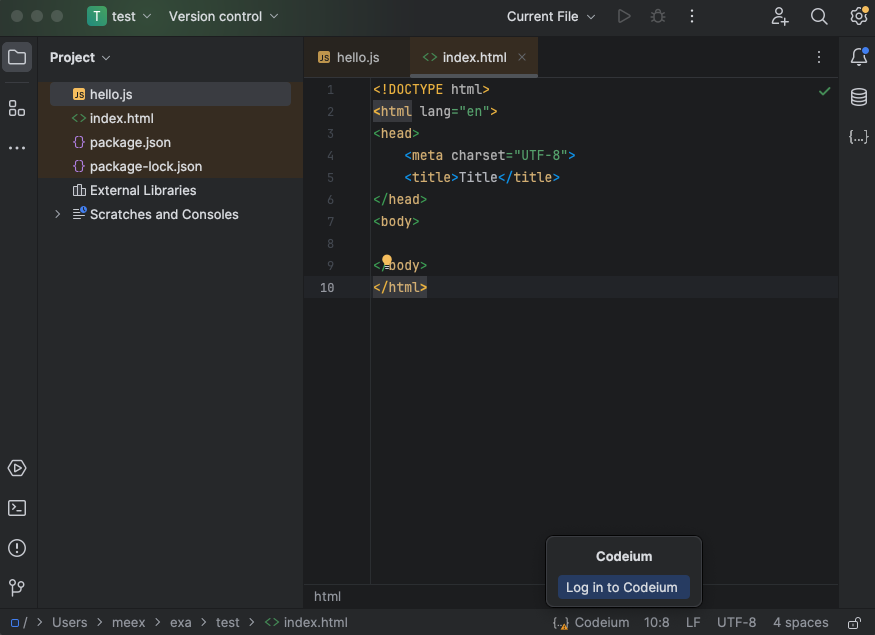 T test Version control Current File
Project
JS hello.js
<> index.html
{} package.json
{} package-lock.json
External Libraries
Scratches and Consoles
JS hello.js <> index.html
1 <!DOCTYPE html>
2 <html lang="en">
3 <head>
4 <meta charset="UTF-8">
5 <title>Title</title>
6 </head>
7 <body>
8
9 </body>
10 </html>
{...}
Codeium
Log in to Codeium
html
/ > Users > meex > exa > test > <> index.html {..} Codeium 10:8 LF UTF-8 4 spaces